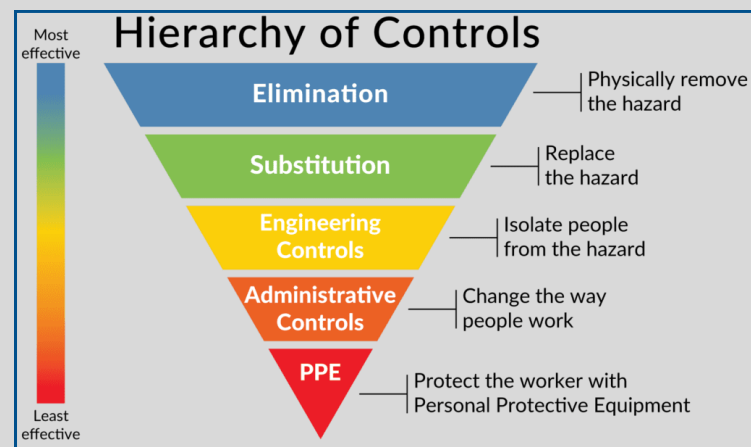 Most
effective
Hierarchy of Controls
Elimination
Physically remove
the hazard
Substitution
Replace
the hazard
Engineering
Controls
Isolate people
from the hazard
Administrative
Controls
Change the way
people work
PPE
Protect the worker with
Personal Protective Equipment
Least
effective